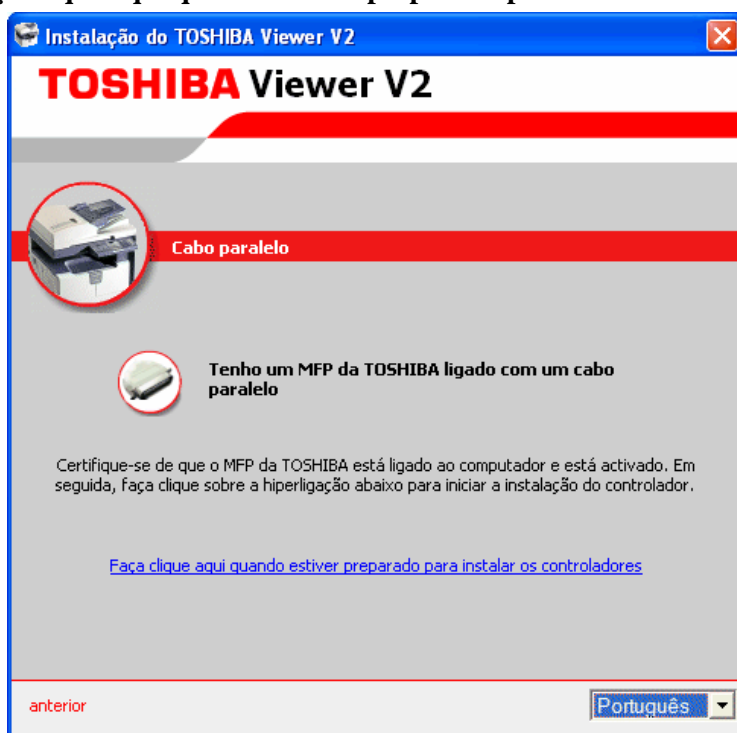 Instalação do TOSHIBA Viewer V2
TOSHIBA Viewer V2
Cabo paralelo
Tenho um MFP da TOSHIBA ligado com um cabo
paralelo
Certifique-se de que o MFP da TOSHIBA está ligado ao computador e está activado. Em
seguida, faça clique sobre a hiperligação abaixo para iniciar a instalação do controlador.
Faça clique aqui quando estiver preparado para instalar os controladores
anterior
Português